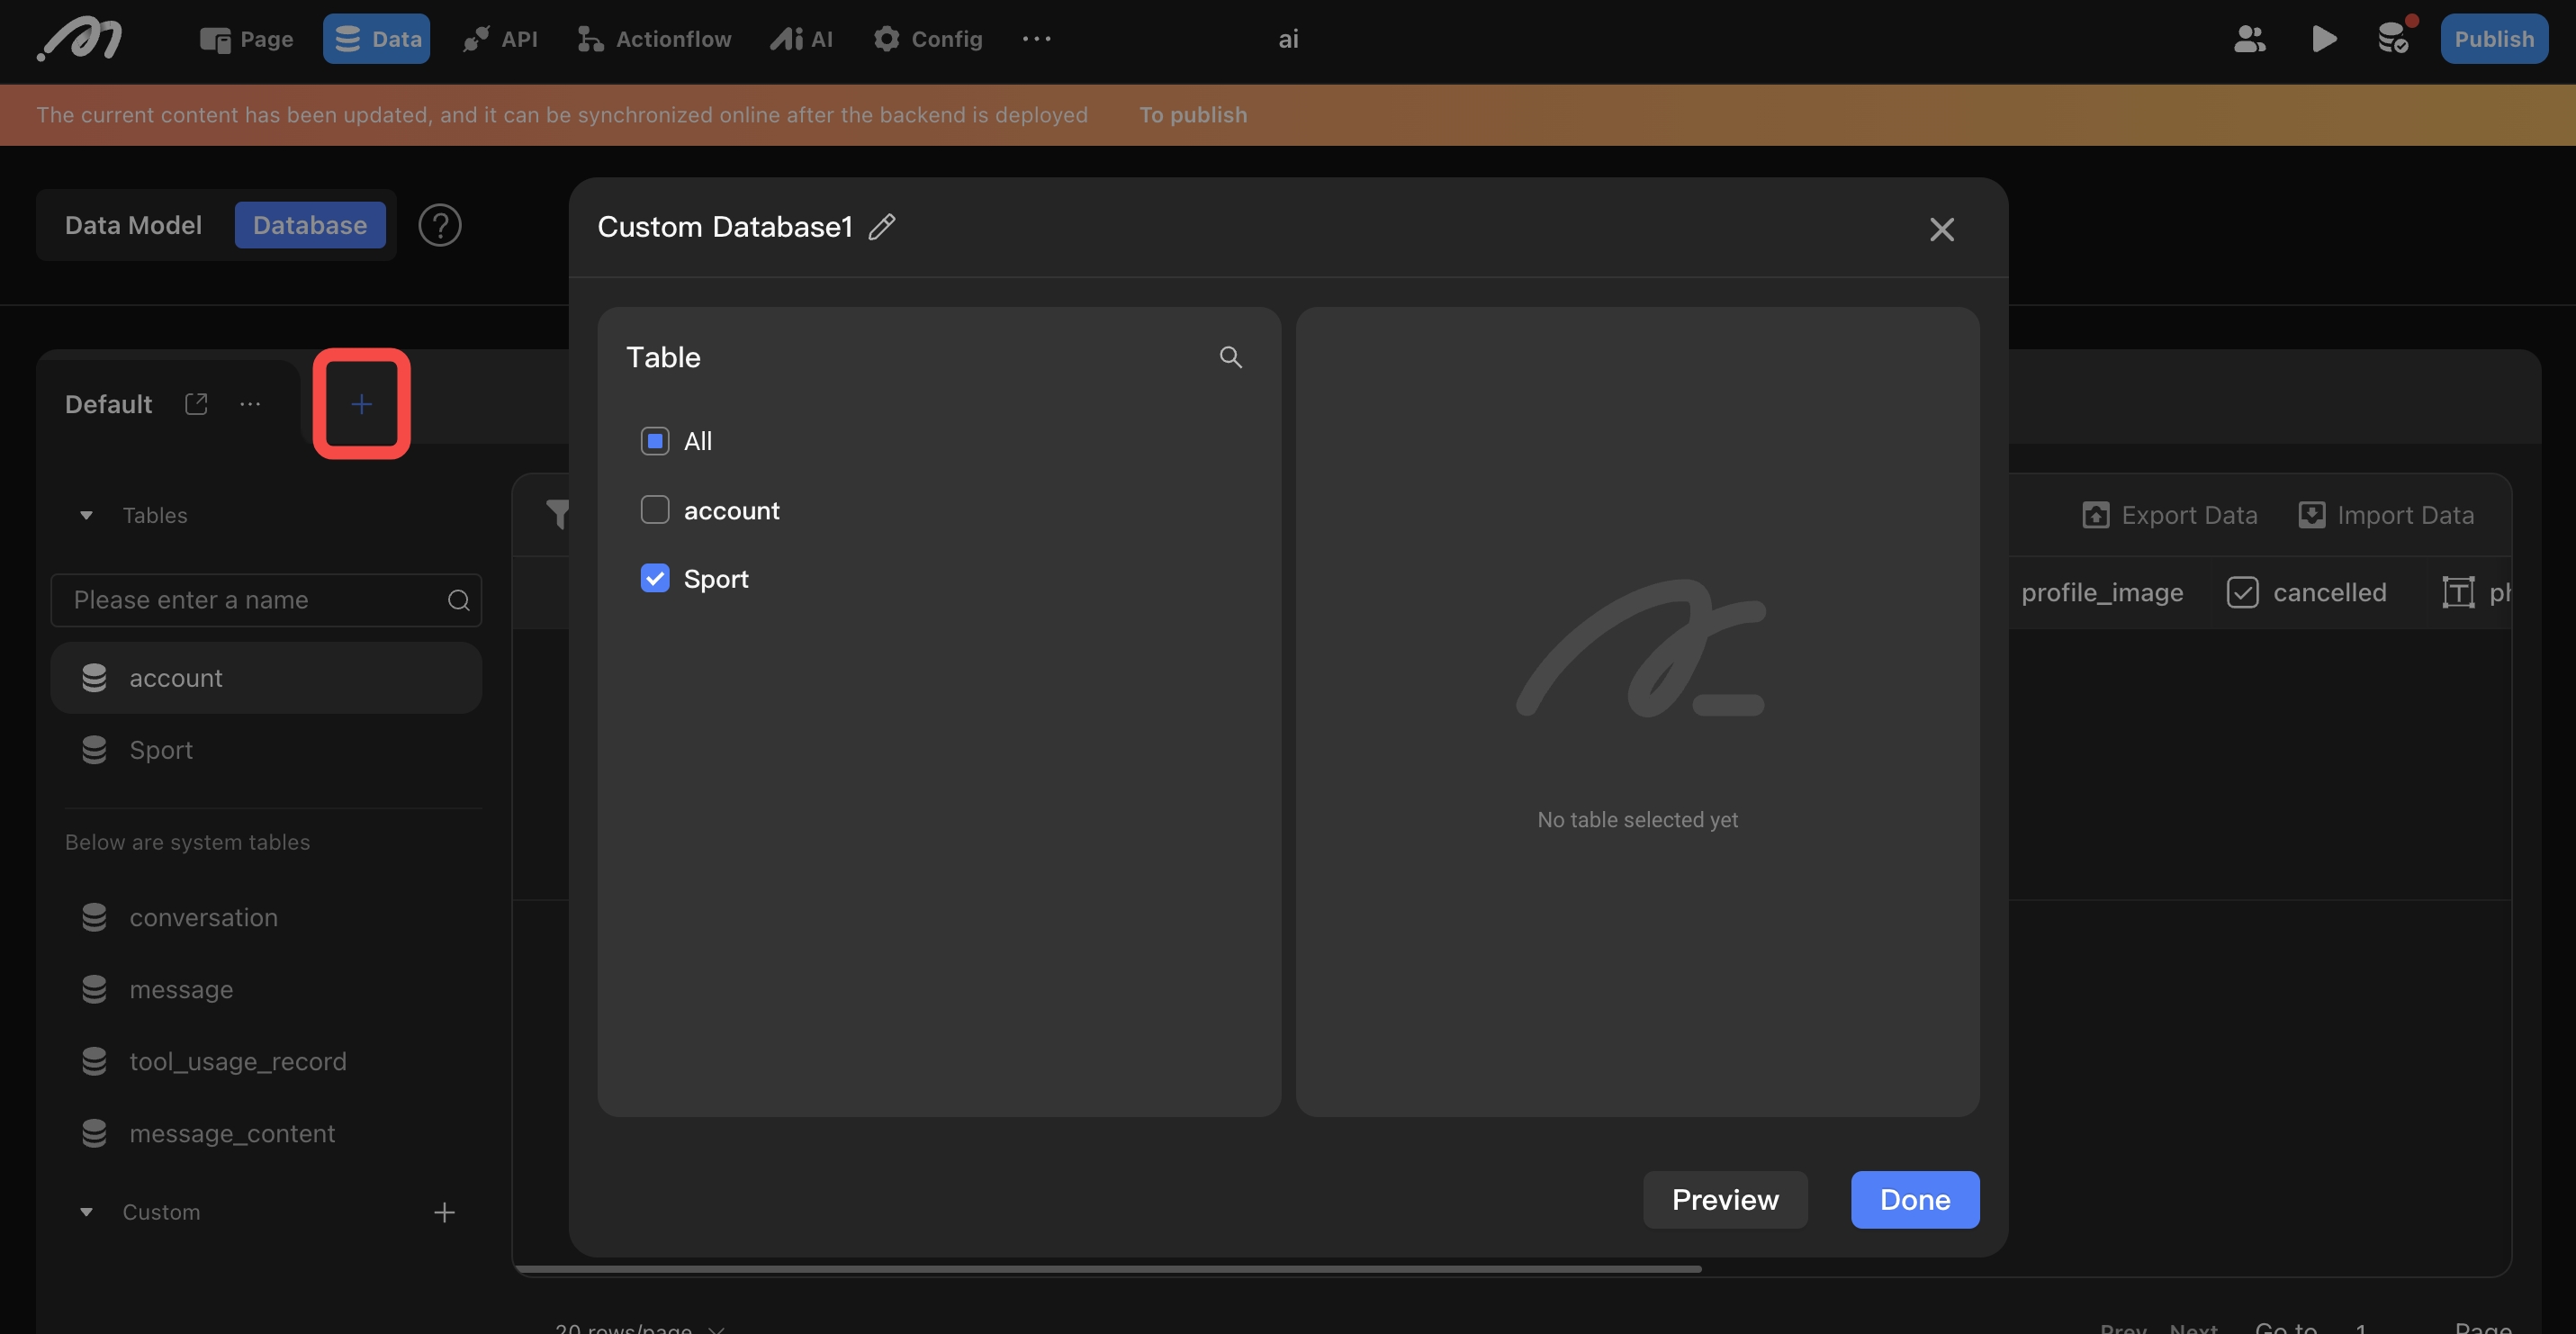 Page
Data
API
Actionflow
AI
Config
ai
Publish
The current content has been updated, and it can be synchronized online after the backend is deployed
To publish
Data Model
Database
Custom Database1
Default
Table
All
account
Sport
No table selected yet
Preview
Done
Tables
Please enter a name
account
Sport
Below are system tables
conversation
message
tool_usage_record
message_content
Custom
Export Data
Import Data
profile_image
cancelled
20 rows/page
Prev
Next
Go to
1
Page